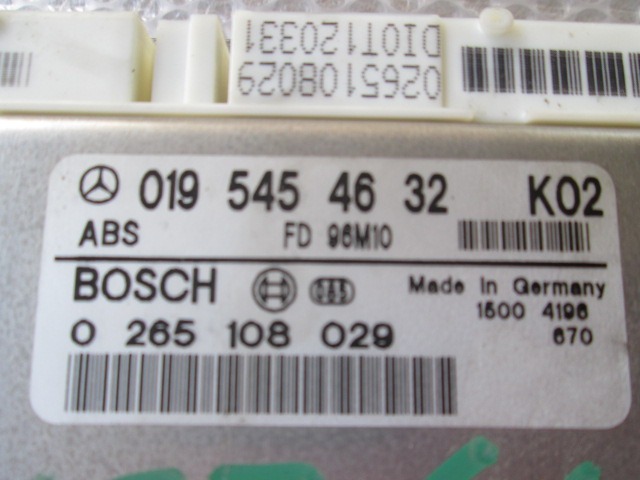 0265108029
DIOT120331
019 545 46 32 K02
ABS FD 96M10
BOSCH
Made in Germany
0 265 108 029
1500 4196
670